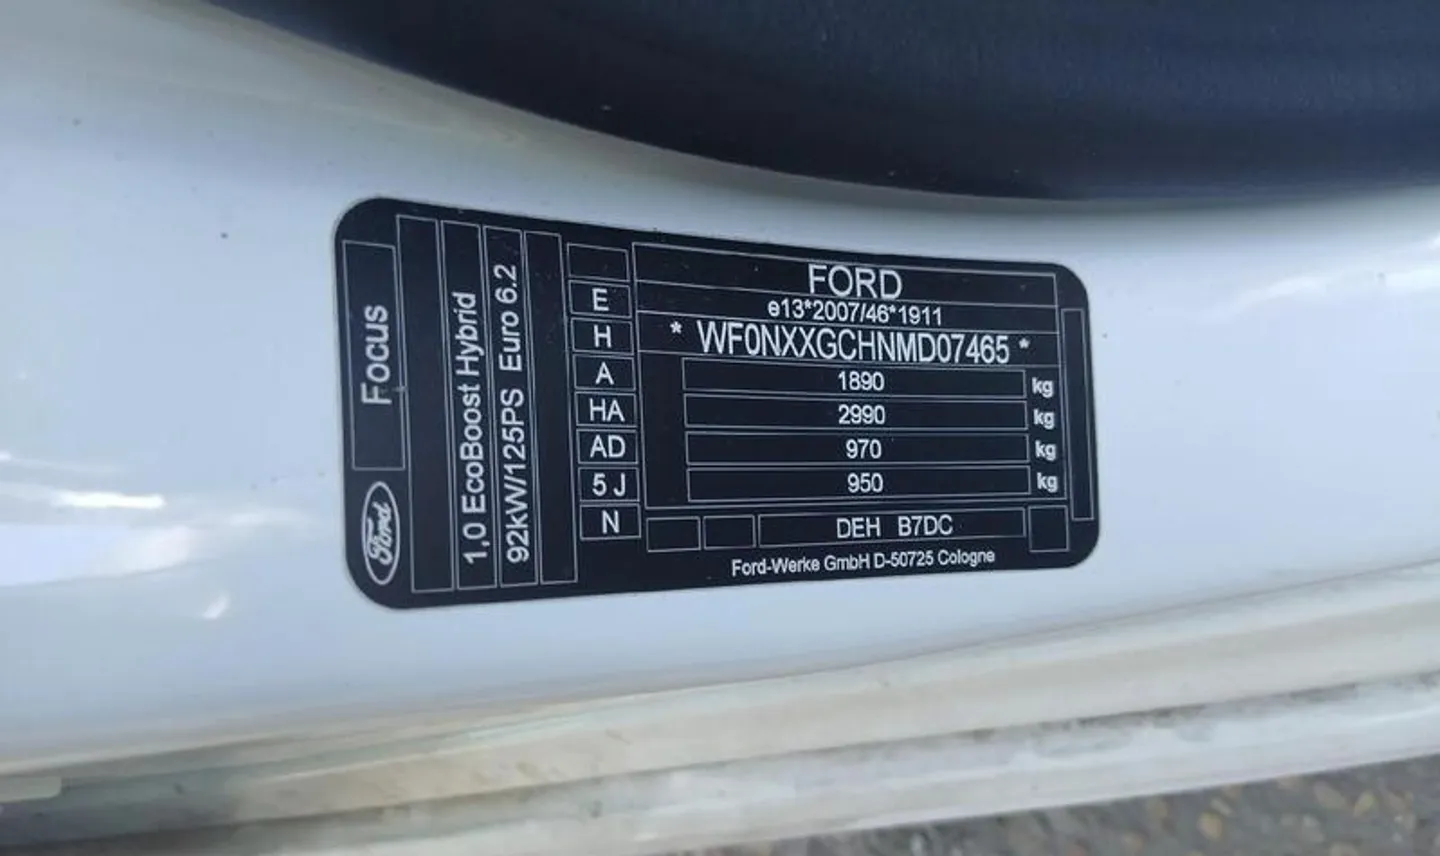 Ford
Focus
1,0 EcoBoost Hybrid
92kW/125PS Euro 6.2
E
H
A
HA
AD
5 J
N
FORD
e13*2007/46*1911
* WF0NXXGCHNMD07465 *
1890 kg
2990 kg
970 kg
950 kg
DEH B7DC
Ford-Werke GmbH D-50725 Cologne